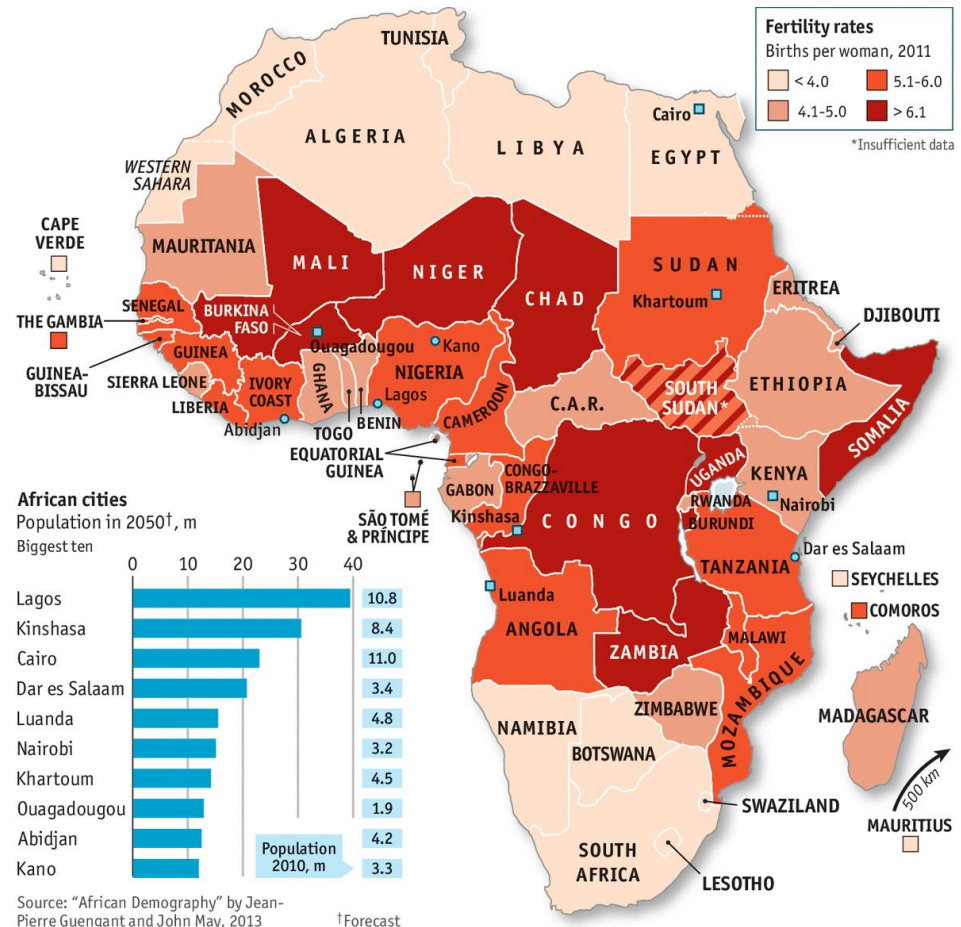 Fertility rates
Births per woman, 2011
< 4.0
5.1-6.0
4.1-5.0
> 6.1
*Insufficient data
TUNISIA
MOROCCO
ALGERIA
LIBYA
Cairo
EGYPT
WESTERN
SAHARA
CAPE
VERDE
MAURITANIA
MALI
NIGER
CHAD
SUDAN
Khartoum
ERITREA
DJIBOUTI
SENEGAL
THE GAMBIA
BURKINA
FASO
Ouagadougou
Kano
GUINEA-
BISSAU
GUINEA
SIERRA LEONE
LIBERIA
IVORY
COAST
GHANA
NIGERIA
Lagos
Abidjan
TOGO
BENIN
CAMEROON
C.A.R.
SOUTH
SUDAN*
ETHIOPIA
SOMALIA
EQUATORIAL
GUINEA
GABON
CONGO-
BRAZZAVILLE
UGANDA
KENYA
Nairobi
SÃO TOMÉ
& PRÍNCIPE
Kinshasa
CONGO
RWANDA
BURUNDI
TANZANIA
Dar es Salaam
SEYCHELLES
COMOROS
Luanda
ANGOLA
ZAMBIA
MALAWI
MOZAMBIQUE
ZIMBABWE
MADAGASCAR
NAMIBIA
BOTSWANA
500 km
MAURITIUS
SWAZILAND
SOUTH
AFRICA
LESOTHO
African cities
Population in 2050†, m
Biggest ten
0 10 20 30 40
Lagos 10.8
Kinshasa 8.4
Cairo 11.0
Dar es Salaam 3.4
Luanda 4.8
Nairobi 3.2
Khartoum 4.5
Ouagadougou 1.9
Abidjan 4.2
Kano 3.3
Population
2010, m
Source: "African Demography" by Jean-
Pierre Guengant and John May, 2013
†Forecast